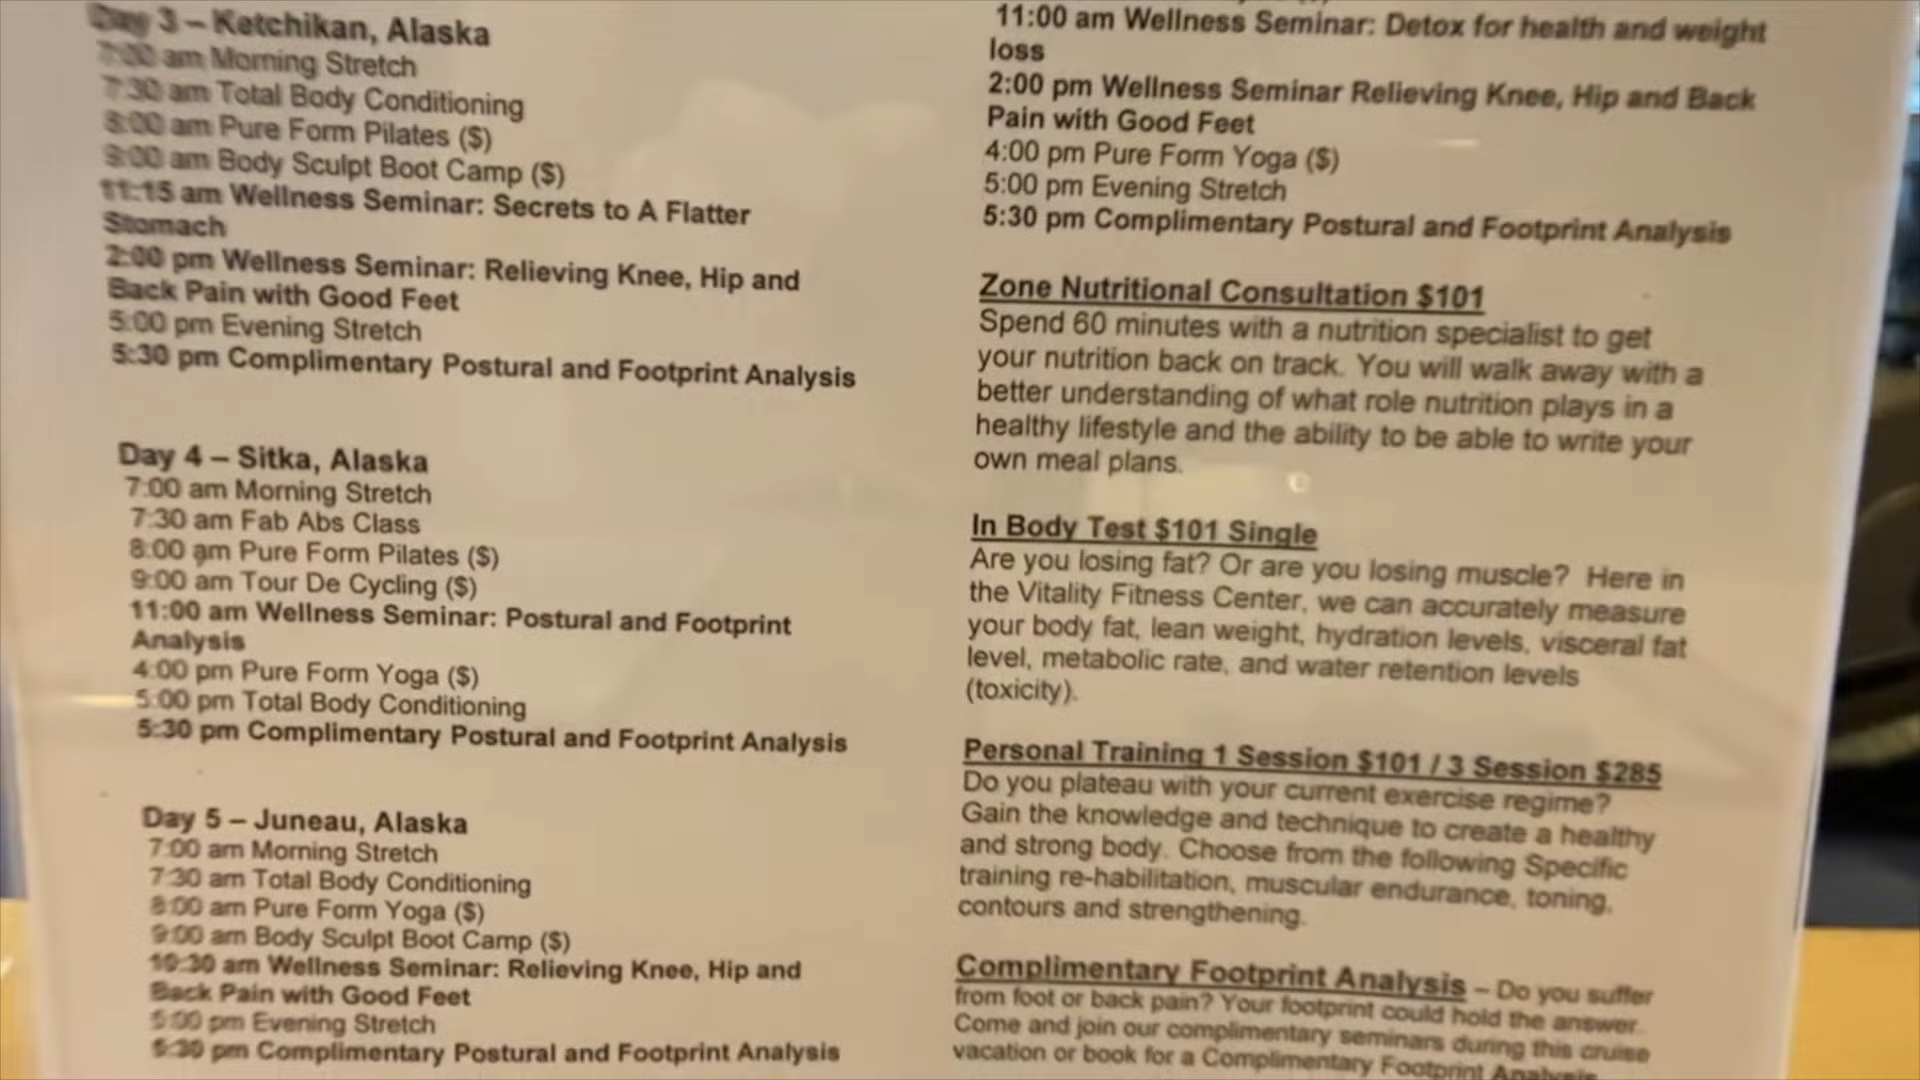 Day 3 – Ketchikan, Alaska
7:00 am Morning Stretch
7:30 am Total Body Conditioning
8:00 am Pure Form Pilates ($)
9:00 am Body Sculpt Boot Camp ($)
11:15 am Wellness Seminar: Secrets to A Flatter
Stomach
2:00 pm Wellness Seminar: Relieving Knee, Hip and
Back Pain with Good Feet
5:00 pm Evening Stretch
5:30 pm Complimentary Postural and Footprint Analysis
Day 4 – Sitka, Alaska
7:00 am Morning Stretch
7:30 am Fab Abs Class
8:00 am Pure Form Pilates ($)
9:00 am Tour De Cycling ($)
11:00 am Wellness Seminar: Postural and Footprint
Analysis
4:00 pm Pure Form Yoga ($)
5:00 pm Total Body Conditioning
5:30 pm Complimentary Postural and Footprint Analysis
Day 5 – Juneau, Alaska
7:00 am Morning Stretch
7:30 am Total Body Conditioning
8:00 am Pure Form Yoga ($)
9:00 am Body Sculpt Boot Camp ($)
10:30 am Wellness Seminar: Relieving Knee, Hip and
Back Pain with Good Feet
5:00 pm Evening Stretch
5:30 pm Complimentary Postural and Footprint Analysis
11:00 am Wellness Seminar: Detox for health and weight
loss
2:00 pm Wellness Seminar Relieving Knee, Hip and Back
Pain with Good Feet
4:00 pm Pure Form Yoga ($)
5:00 pm Evening Stretch
5:30 pm Complimentary Postural and Footprint Analysis
Zone Nutritional Consultation $101
Spend 60 minutes with a nutrition specialist to get
your nutrition back on track. You will walk away with a
better understanding of what role nutrition plays in a
healthy lifestyle and the ability to be able to write your
own meal plans.
In Body Test $101 Single
Are you losing fat? Or are you losing muscle? Here in
the Vitality Fitness Center, we can accurately measure
your body fat, lean weight, hydration levels, visceral fat
level, metabolic rate, and water retention levels
(toxicity).
Personal Training 1 Session $101 / 3 Session $285
Do you plateau with your current exercise regime?
Gain the knowledge and technique to create a healthy
and strong body. Choose from the following Specific
training re-habilitation, muscular endurance, toning,
contours and strengthening.
Complimentary Footprint Analysis – Do you suffer
from foot or back pain? Your footprint could hold the answer.
Come and join our complimentary seminars during this cruise
vacation or book for a Complimentary Footprint Analysis